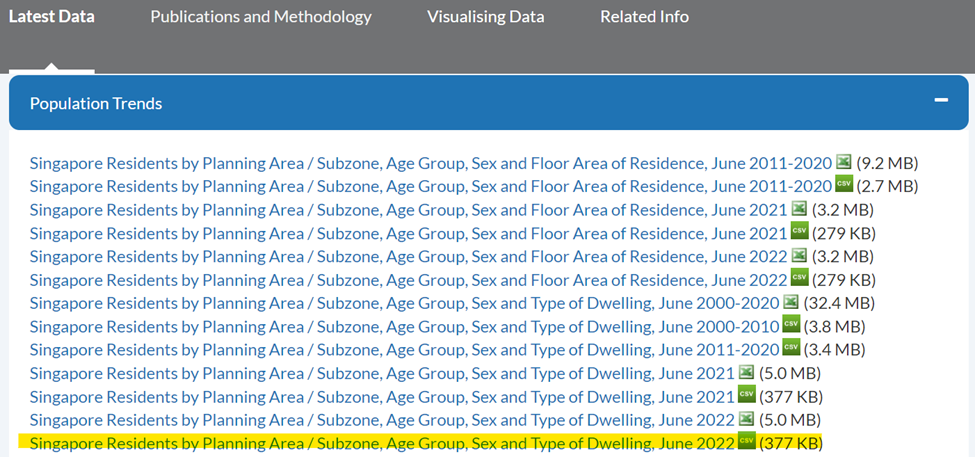 Latest Data Publications and Methodology Visualising Data Related Info
Population Trends
Singapore Residents by Planning Area / Subzone, Age Group, Sex and Floor Area of Residence, June 2011-2020 (9.2 MB)
Singapore Residents by Planning Area / Subzone, Age Group, Sex and Floor Area of Residence, June 2011-2020 CSV (2.7 MB)
Singapore Residents by Planning Area / Subzone, Age Group, Sex and Floor Area of Residence, June 2021 (3.2 MB)
Singapore Residents by Planning Area / Subzone, Age Group, Sex and Floor Area of Residence, June 2021 CSV (279 KB)
Singapore Residents by Planning Area / Subzone, Age Group, Sex and Floor Area of Residence, June 2022 (3.2 MB)
Singapore Residents by Planning Area / Subzone, Age Group, Sex and Floor Area of Residence, June 2022 CSV (279 KB)
Singapore Residents by Planning Area / Subzone, Age Group, Sex and Type of Dwelling, June 2000-2020 (32.4 MB)
Singapore Residents by Planning Area / Subzone, Age Group, Sex and Type of Dwelling, June 2000-2010 CSV (3.8 MB)
Singapore Residents by Planning Area / Subzone, Age Group, Sex and Type of Dwelling, June 2011-2020 CSV (3.4 MB)
Singapore Residents by Planning Area / Subzone, Age Group, Sex and Type of Dwelling, June 2021 (5.0 MB)
Singapore Residents by Planning Area / Subzone, Age Group, Sex and Type of Dwelling, June 2021 CSV (377 KB)
Singapore Residents by Planning Area / Subzone, Age Group, Sex and Type of Dwelling, June 2022 (5.0 MB)
Singapore Residents by Planning Area / Subzone, Age Group, Sex and Type of Dwelling, June 2022 CSV (377 KB)